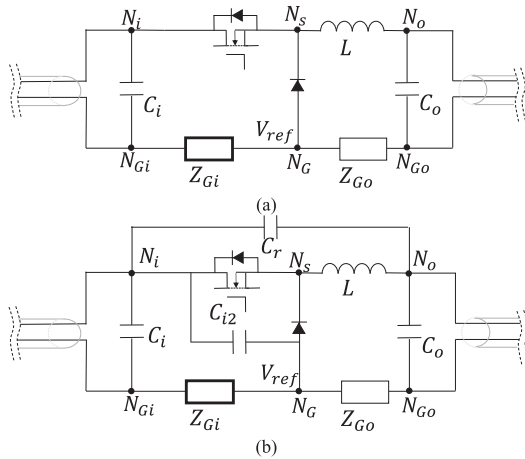 N_i N_s N_o
L
C_i C_o
V_ref
N_Gi Z_Gi N_G Z_Go N_Go
(a)
C_r
N_i N_s N_o
L
C_i C_i2 C_o
V_ref
N_Gi Z_Gi N_G Z_Go N_Go
(b)